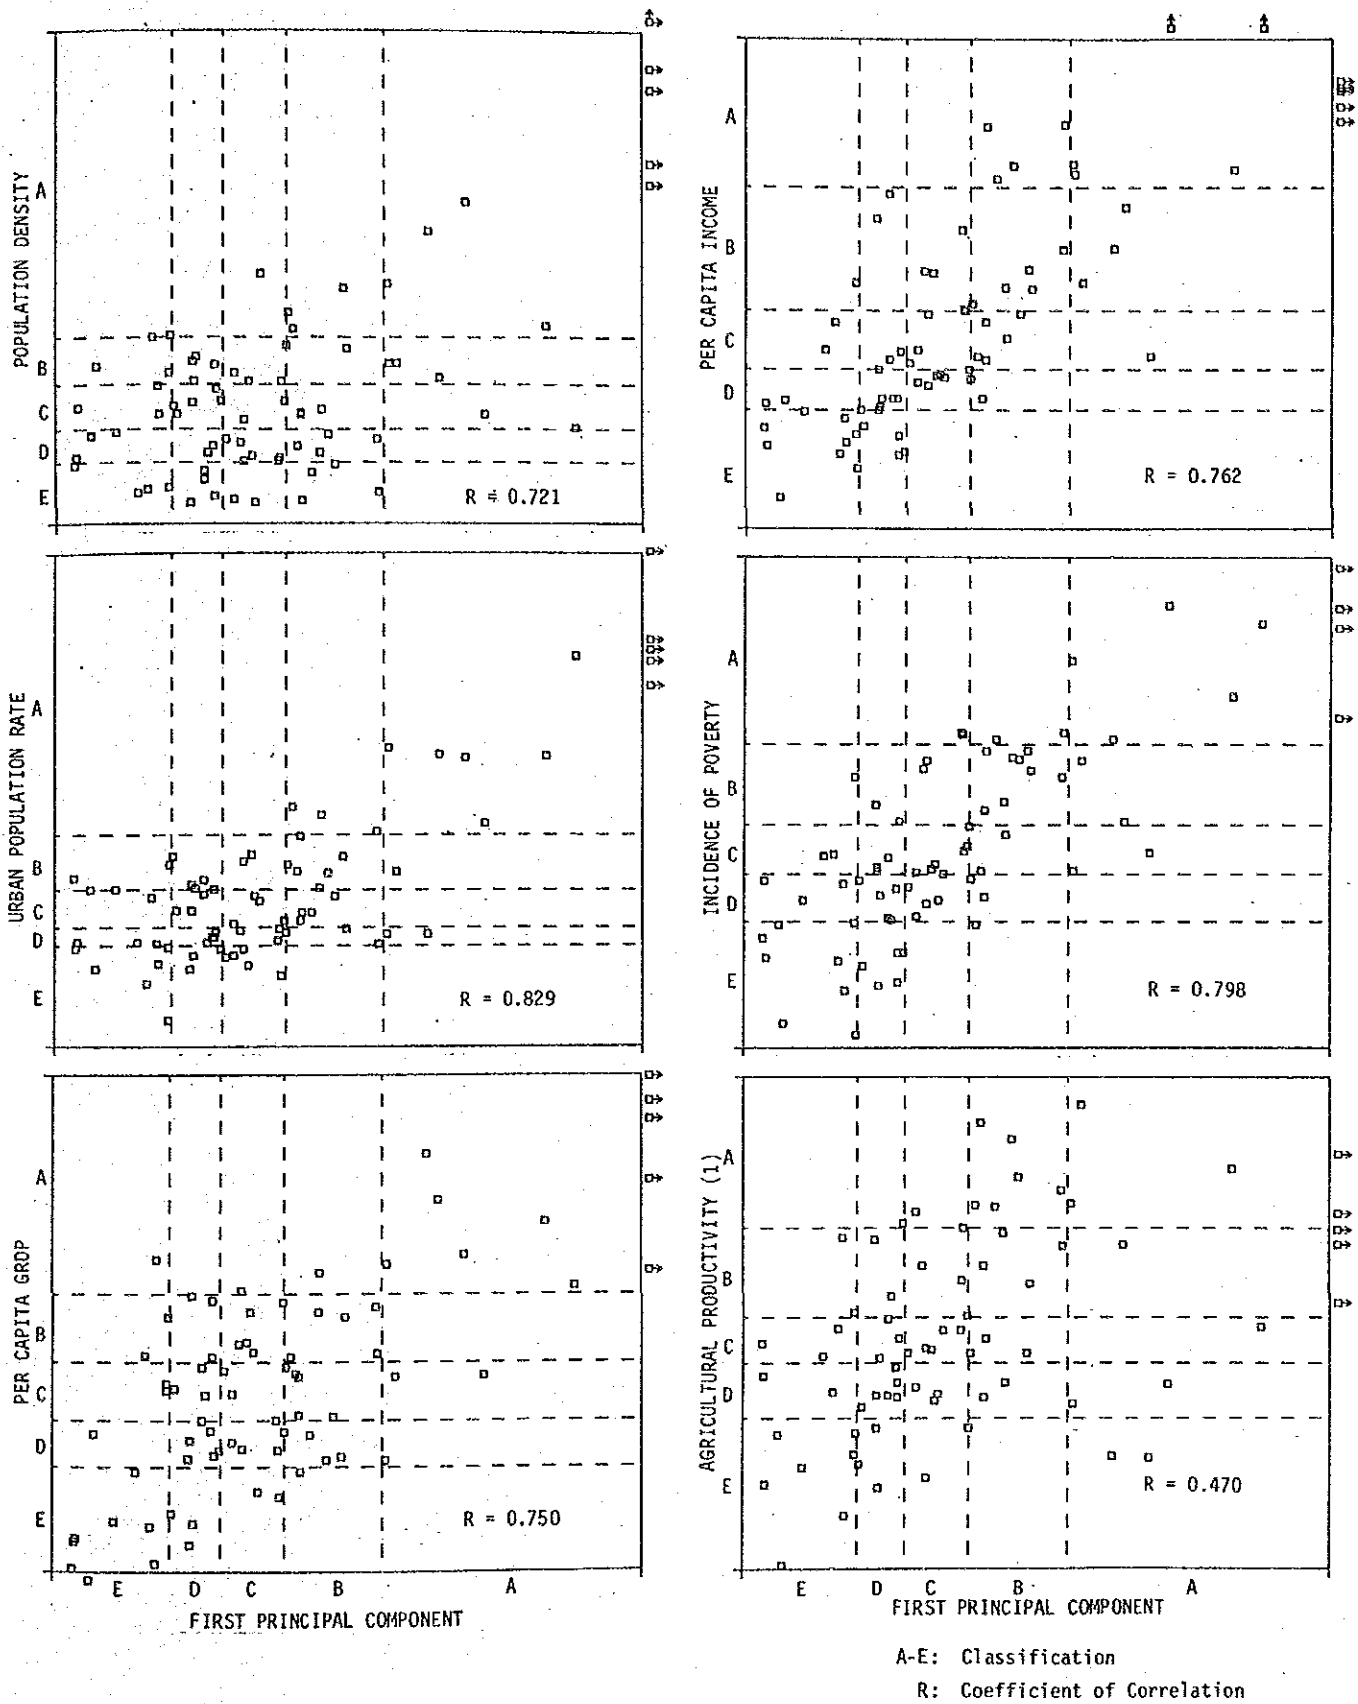 POPULATION DENSITY
A
B
C
D
E
R = 0.721
PER CAPITA INCOME
A
B
C
D
E
R = 0.762
URBAN POPULATION RATE
A
B
C
D
E
R = 0.829
INCIDENCE OF POVERTY
A
B
C
D
E
R = 0.798
PER CAPITA GROP
A
B
C
D
E
R = 0.750
E D C B A
FIRST PRINCIPAL COMPONENT
AGRICULTURAL PRODUCTIVITY (1)
A
B
C
D
E
R = 0.470
E D C B A
FIRST PRINCIPAL COMPONENT
A-E: Classification
R: Coefficient of Correlation